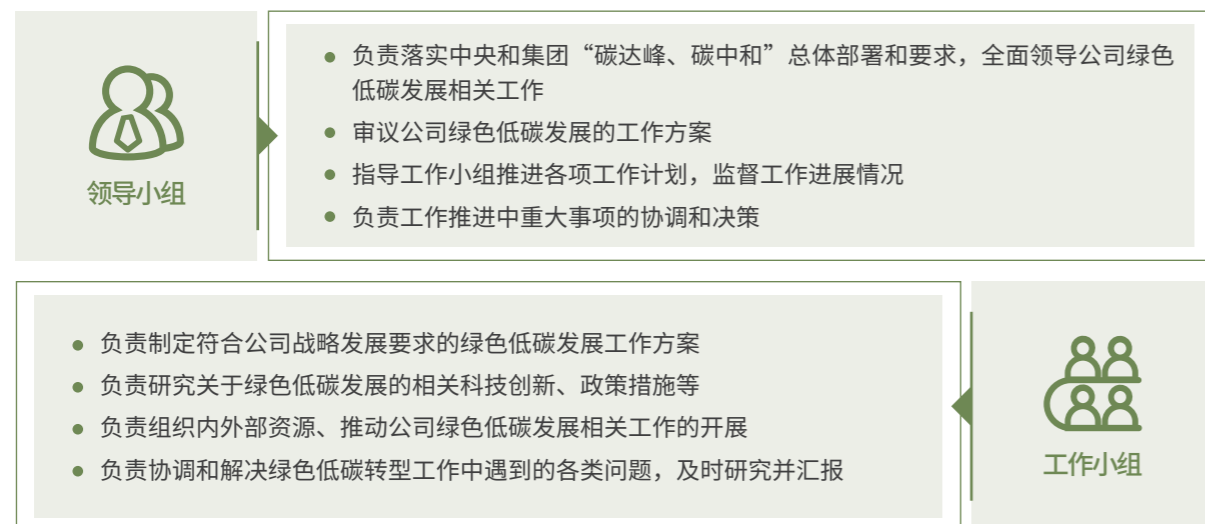 领导小组
负责落实中央和集团“碳达峰、碳中和”总体部署和要求，全面领导公司绿色
低碳发展相关工作
审议公司绿色低碳发展的工作方案
指导工作小组推进各项工作计划，监督工作进展情况
负责工作推进中重大事项的协调和决策
负责制定符合公司战略发展要求的绿色低碳发展工作方案
负责研究关于绿色低碳发展的相关科技创新、政策措施等
负责组织内外部资源、推动公司绿色低碳发展相关工作的开展
负责协调和解决绿色低碳转型工作中遇到的各类问题，及时研究并汇报
工作小组